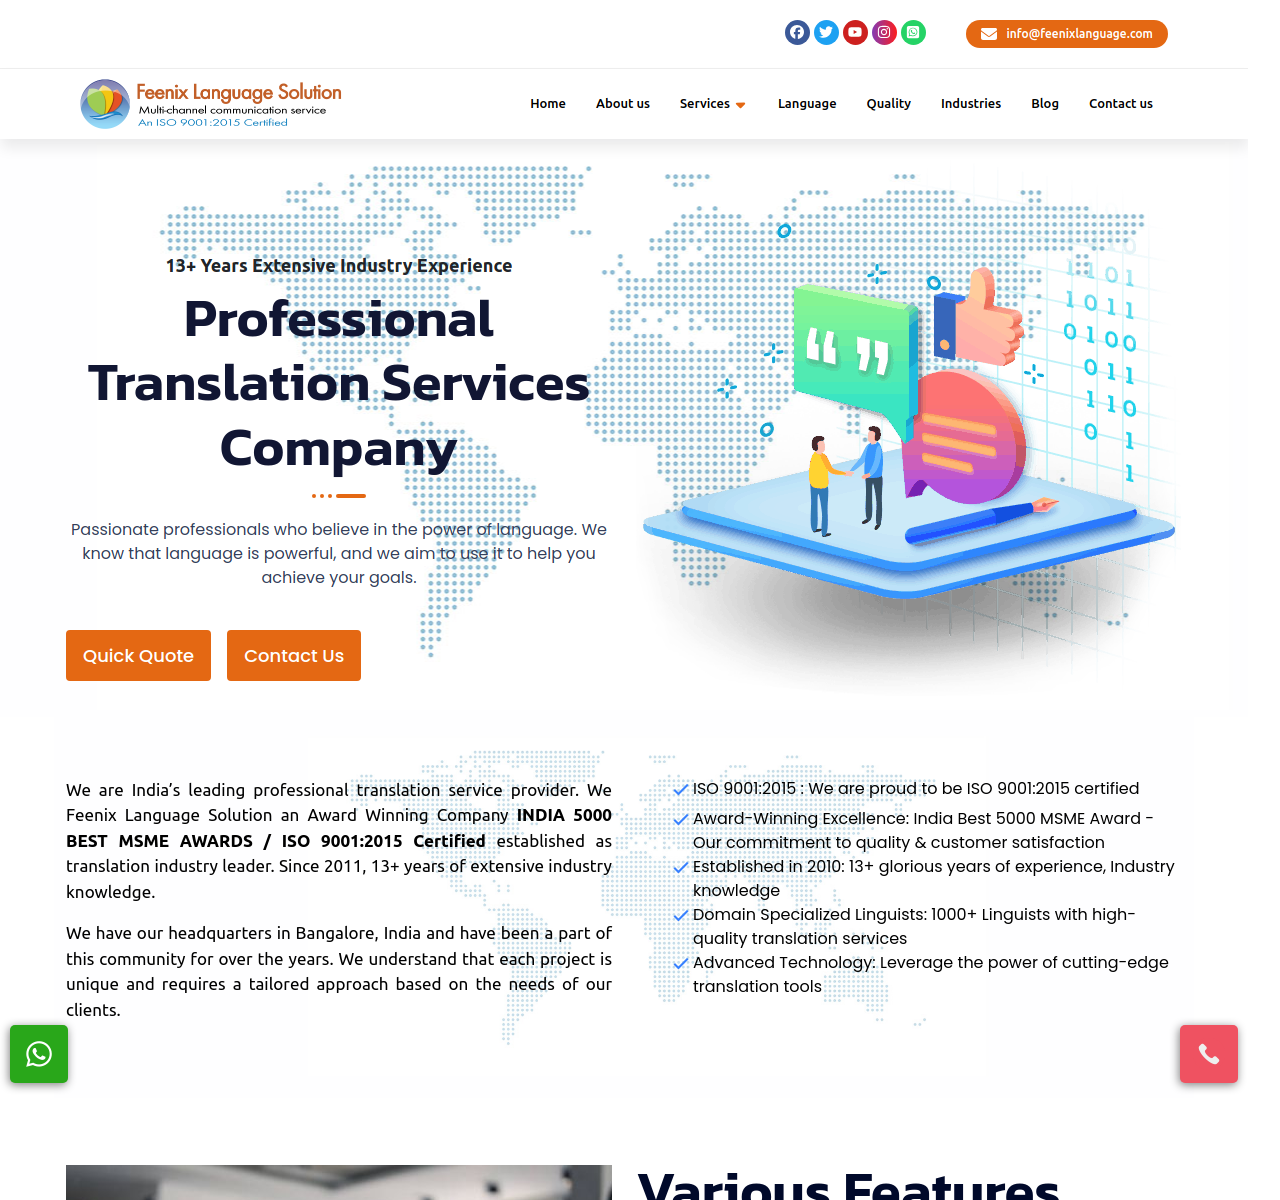 info@feenixlanguage.com
Feenix Language Solution
Multi-channel communication service
An ISO 9001:2015 Certified
Home About us Services Language Quality Industries Blog Contact us
13+ Years Extensive Industry Experience
Professional
Translation Services
Company
Passionate professionals who believe in the power of language. We
know that language is powerful, and we aim to use it to help you
achieve your goals.
Quick Quote Contact Us
We are India’s leading professional translation service provider. We
Feenix Language Solution an Award Winning Company INDIA 5000
BEST MSME AWARDS / ISO 9001:2015 Certified established as
translation industry leader. Since 2011, 13+ years of extensive industry
knowledge.
We have our headquarters in Bangalore, India and have been a part of
this community for over the years. We understand that each project is
unique and requires a tailored approach based on the needs of our
clients.
ISO 9001:2015 : We are proud to be ISO 9001:2015 certified
Award-Winning Excellence: India Best 5000 MSME Award -
Our commitment to quality & customer satisfaction
Established in 2010: 13+ glorious years of experience, Industry
knowledge
Domain Specialized Linguists: 1000+ Linguists with high-
quality translation services
Advanced Technology: Leverage the power of cutting-edge
translation tools
Various Features